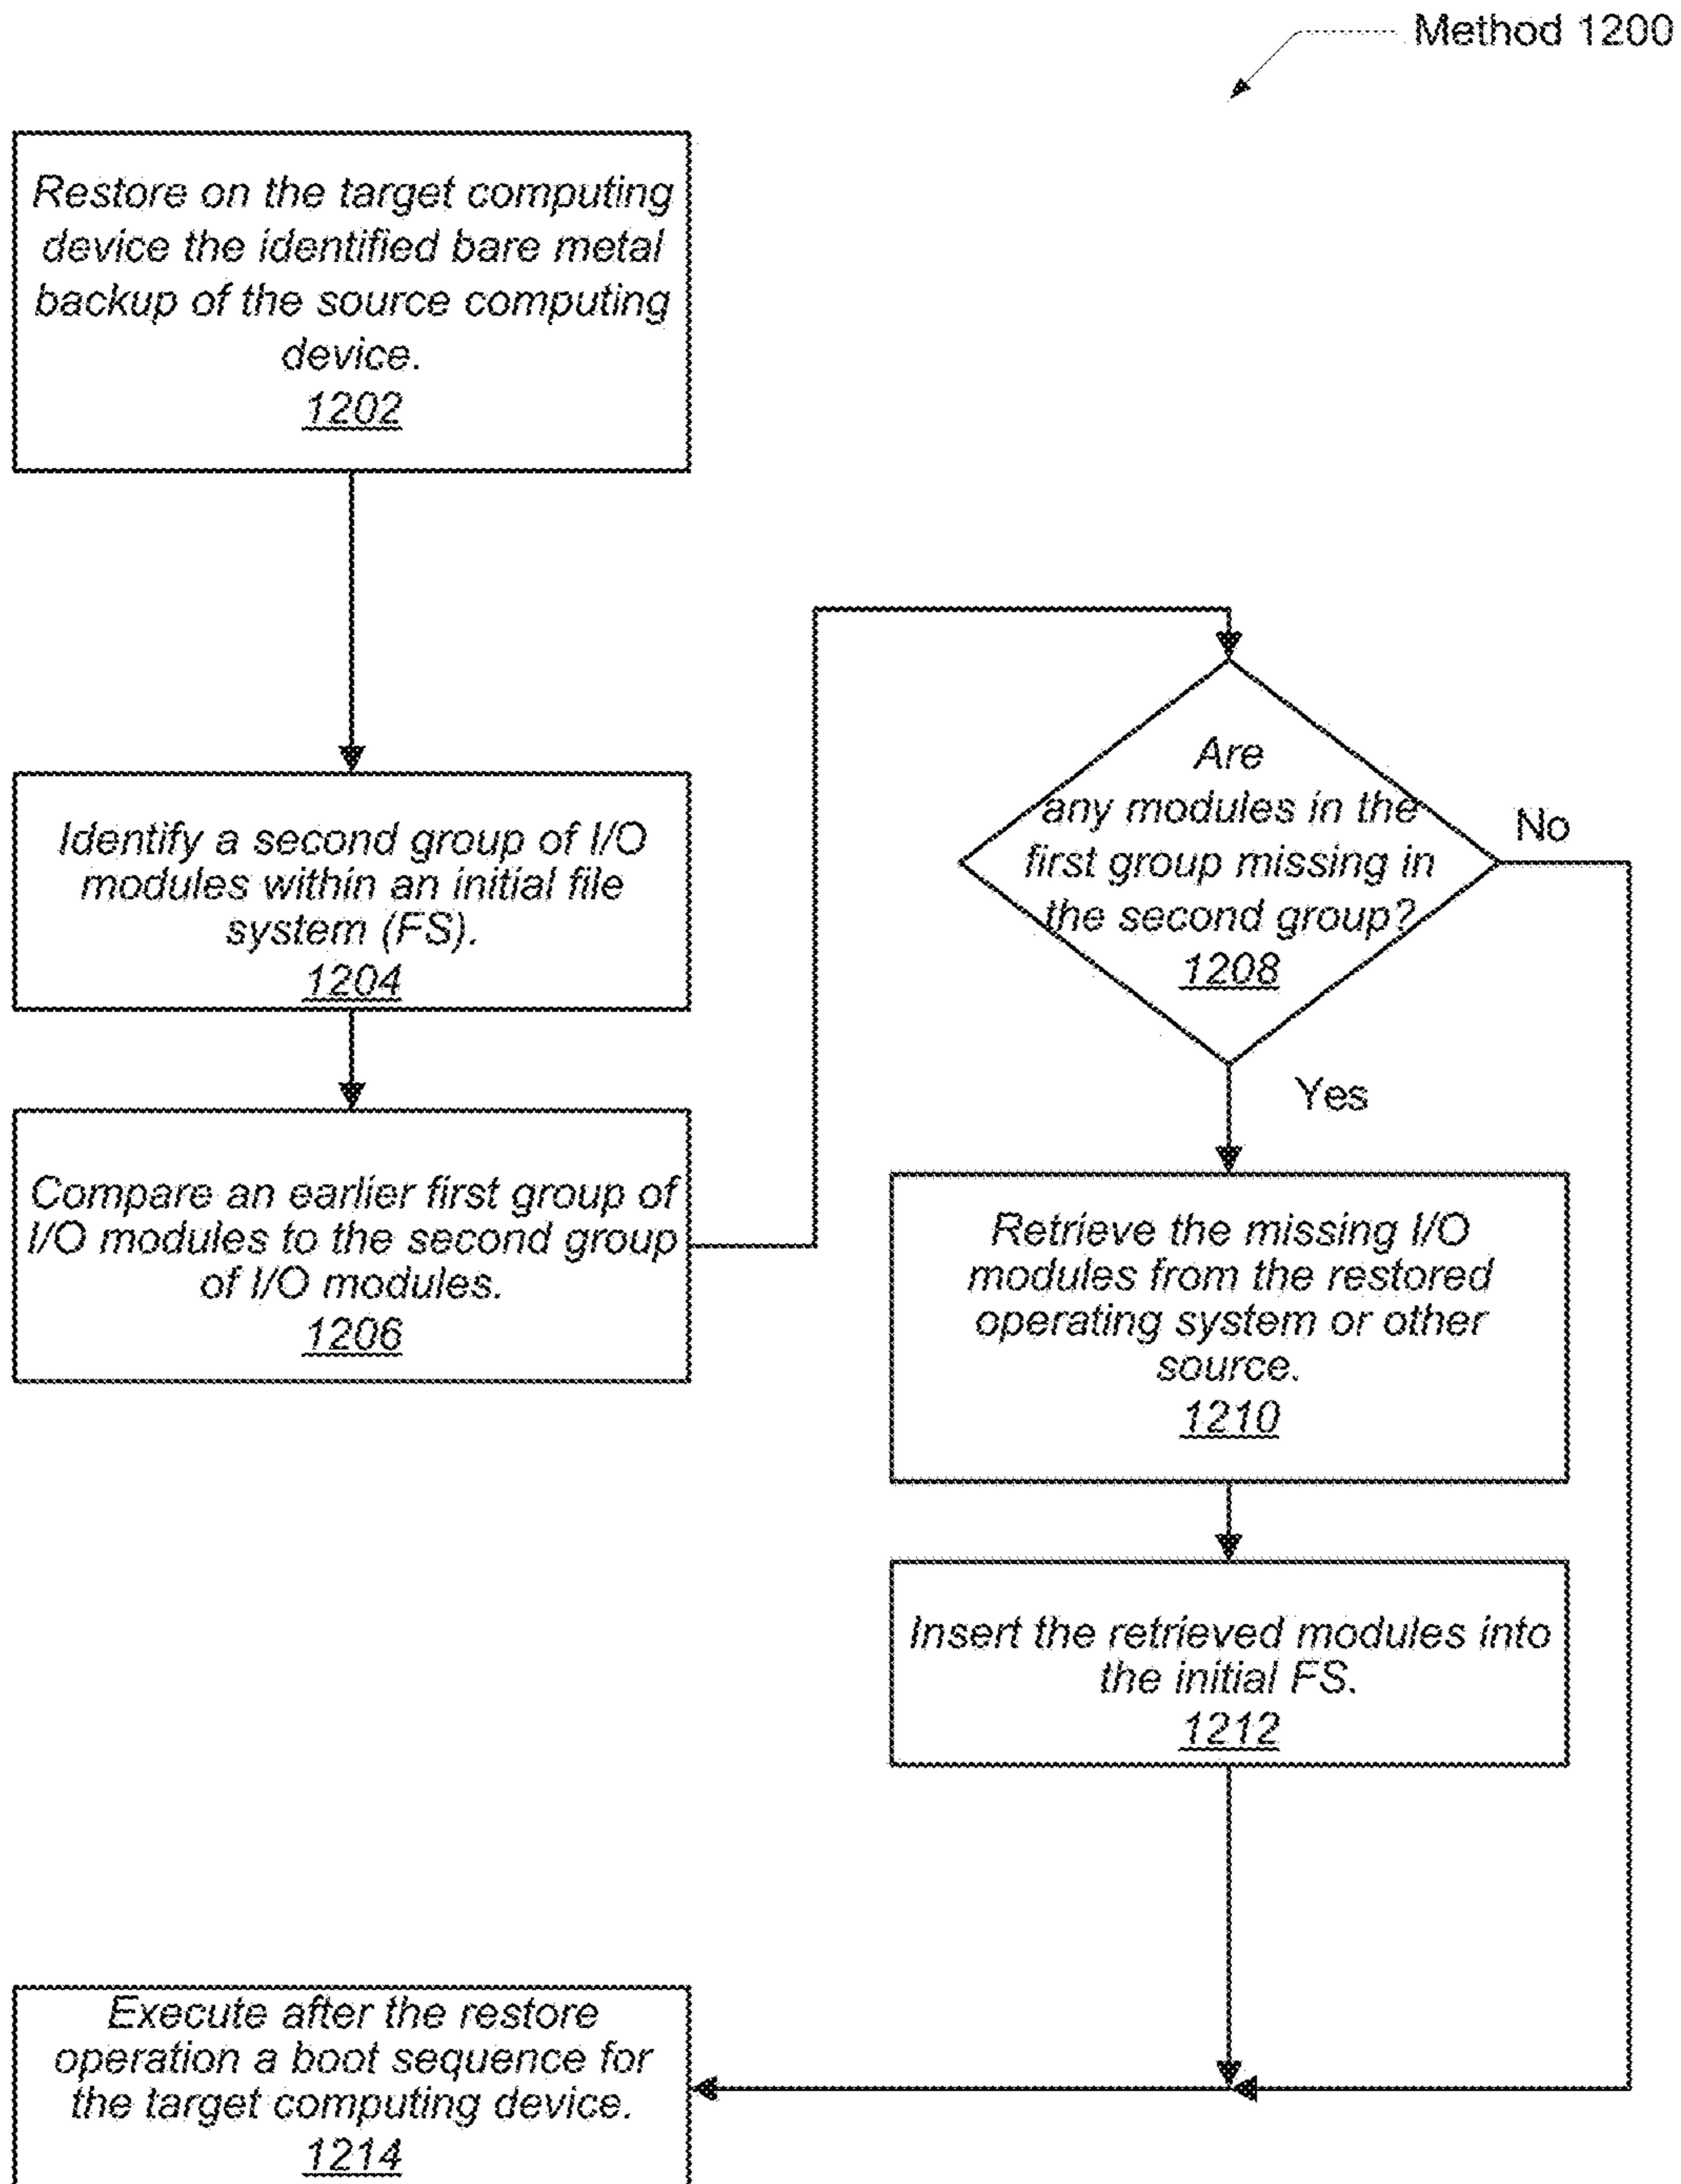 Method 1200
Restore on the target computing
device the identified bare metal
backup of the source computing
device.
1202
Identify a second group of I/O
modules within an initial file
system (FS).
1204
Compare an earlier first group of
I/O modules to the second group
of I/O modules.
1206
Are
any modules in the
first group missing in
the second group?
1208
No
Yes
Retrieve the missing I/O
modules from the restored
operating system or other
source.
1210
Insert the retrieved modules into
the initial FS.
1212
Execute after the restore
operation a boot sequence for
the target computing device.
1214